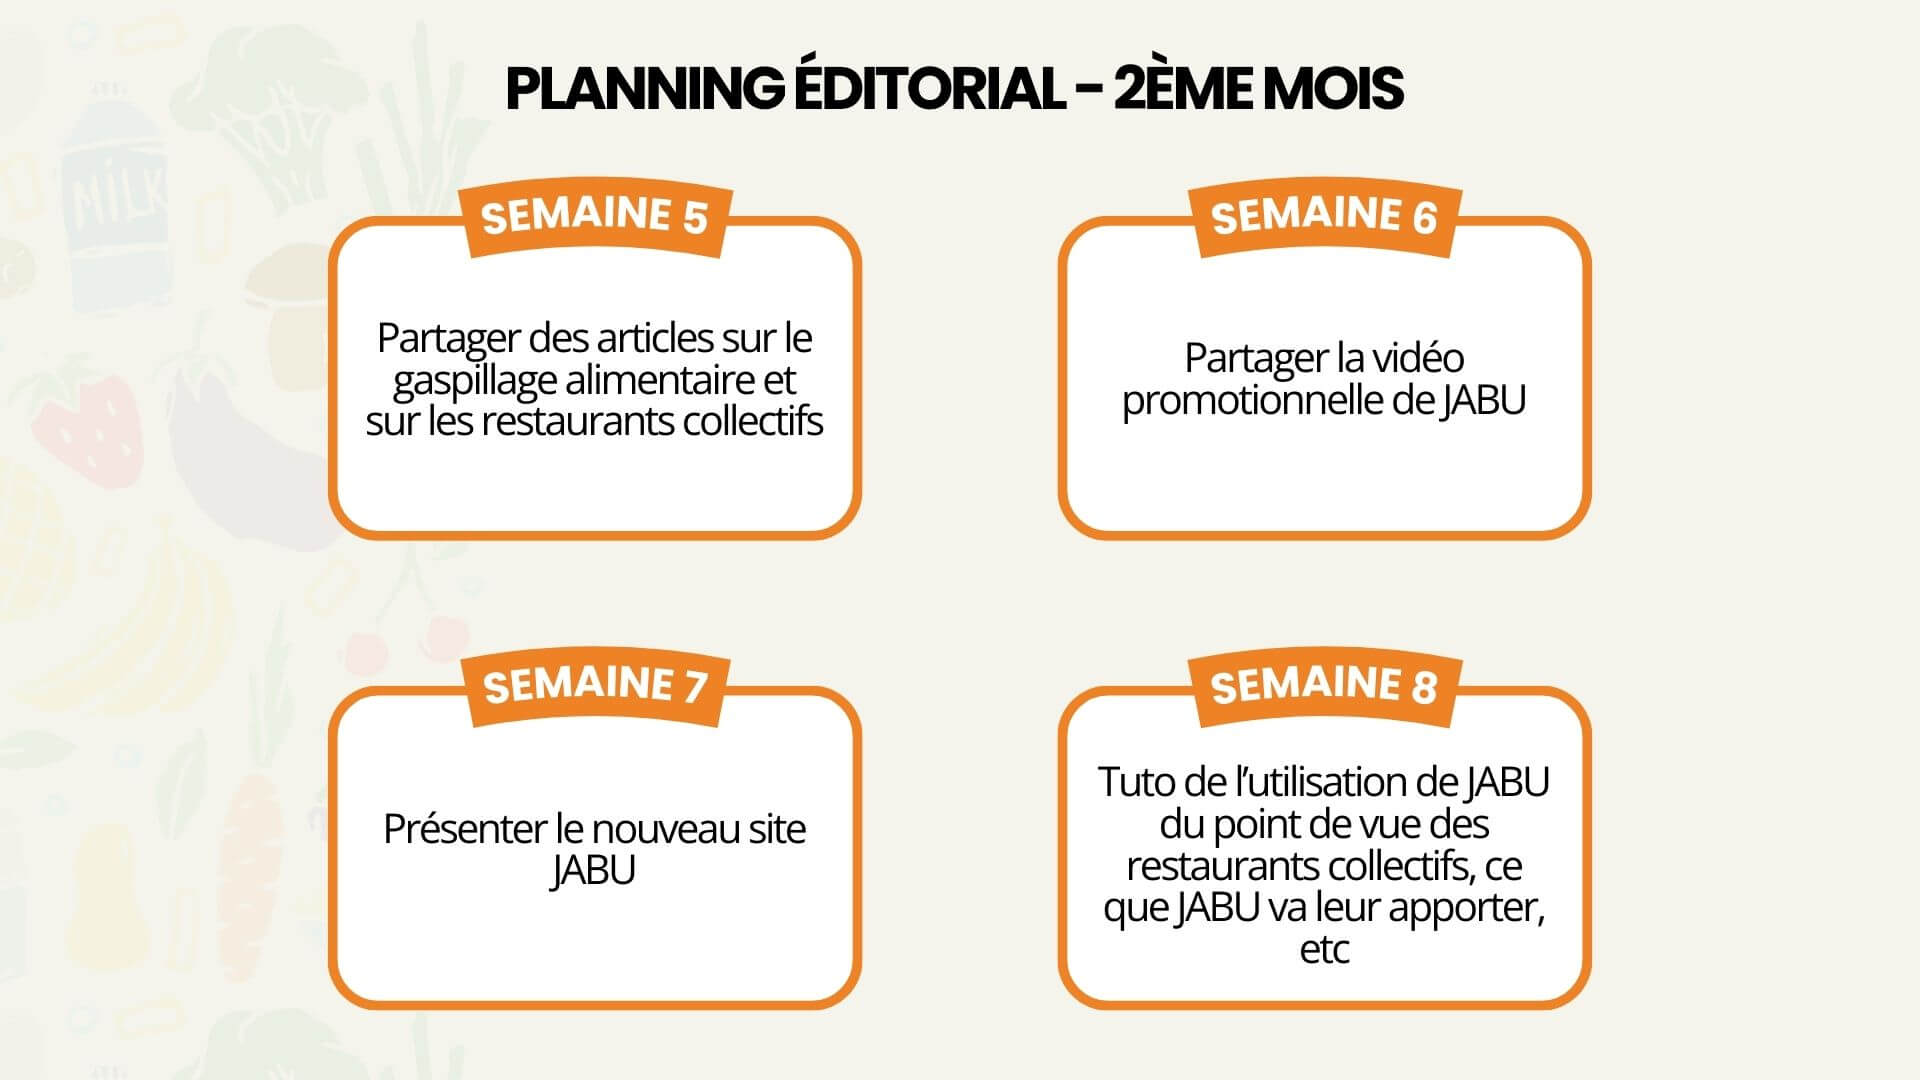 PLANNING ÉDITORIAL - 2ÈME MOIS
SEMAINE 5
Partager des articles sur le
gaspillage alimentaire et
sur les restaurants collectifs
SEMAINE 6
Partager la vidéo
promotionnelle de JABU
SEMAINE 7
Présenter le nouveau site
JABU
SEMAINE 8
Tuto de l'utilisation de JABU
du point de vue des
restaurants collectifs, ce
que JABU va leur apporter,
etc
MILK